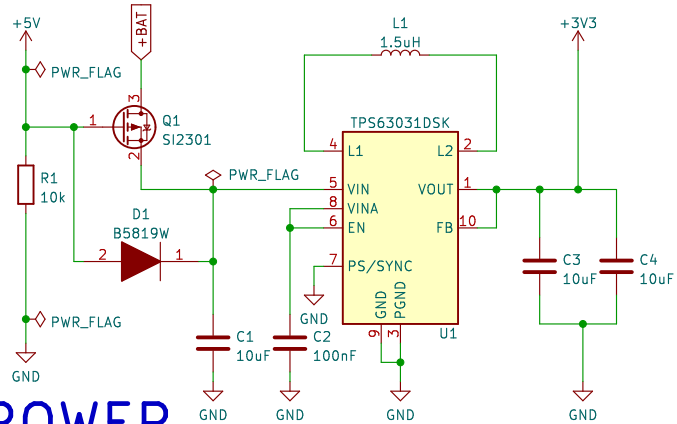 +5V
+BAT
L1
1.5uH
+3V3
PWR_FLAG
1
3
2
Q1
SI2301
TPS63031DSK
4
L1
L2
2
R1
10k
PWR_FLAG
5
VIN
VOUT
1
8
VINA
6
EN
FB
10
D1
B5819W
2
1
7
PS/SYNC
C3
10uF
C4
10uF
GND
GND
PGND
9
3
U1
PWR_FLAG
C1
10uF
C2
100nF
GND
GND
GND
GND
GND
POWER